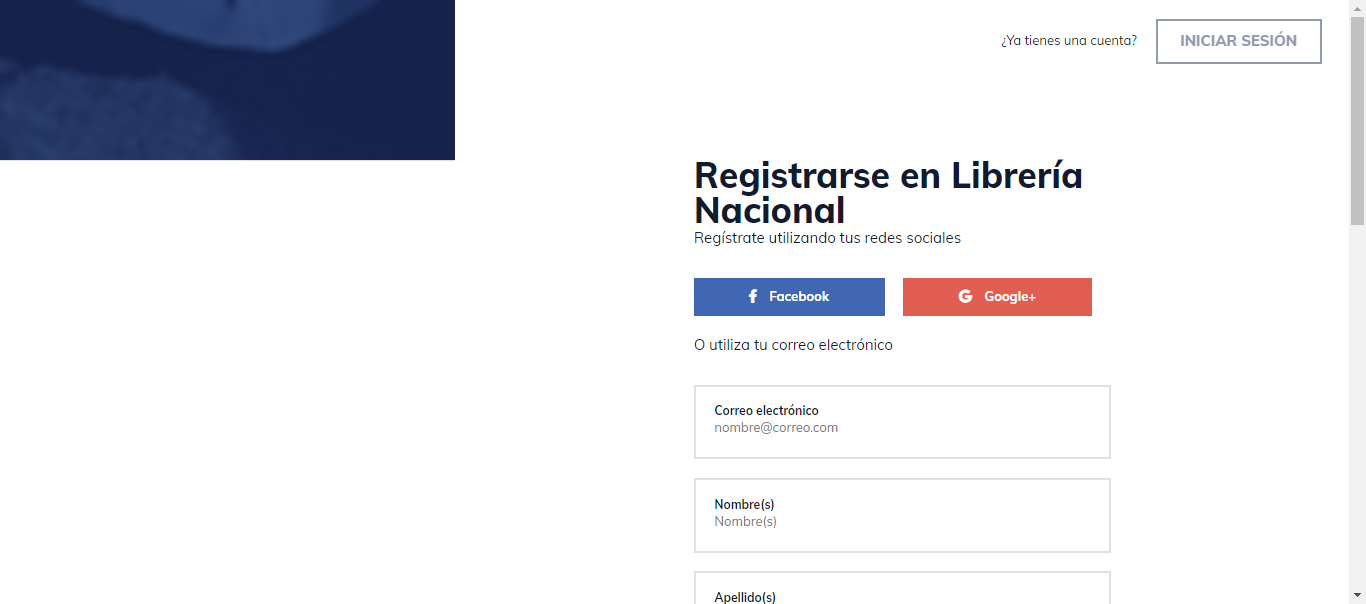 ¿Ya tienes una cuenta?
INICIAR SESIÓN
Registrarse en Librería
Nacional
Regístrate utilizando tus redes sociales
Facebook
Google+
O utiliza tu correo electrónico
Correo electrónico
nombre@correo.com
Nombre(s)
Nombre(s)
Apellido(s)